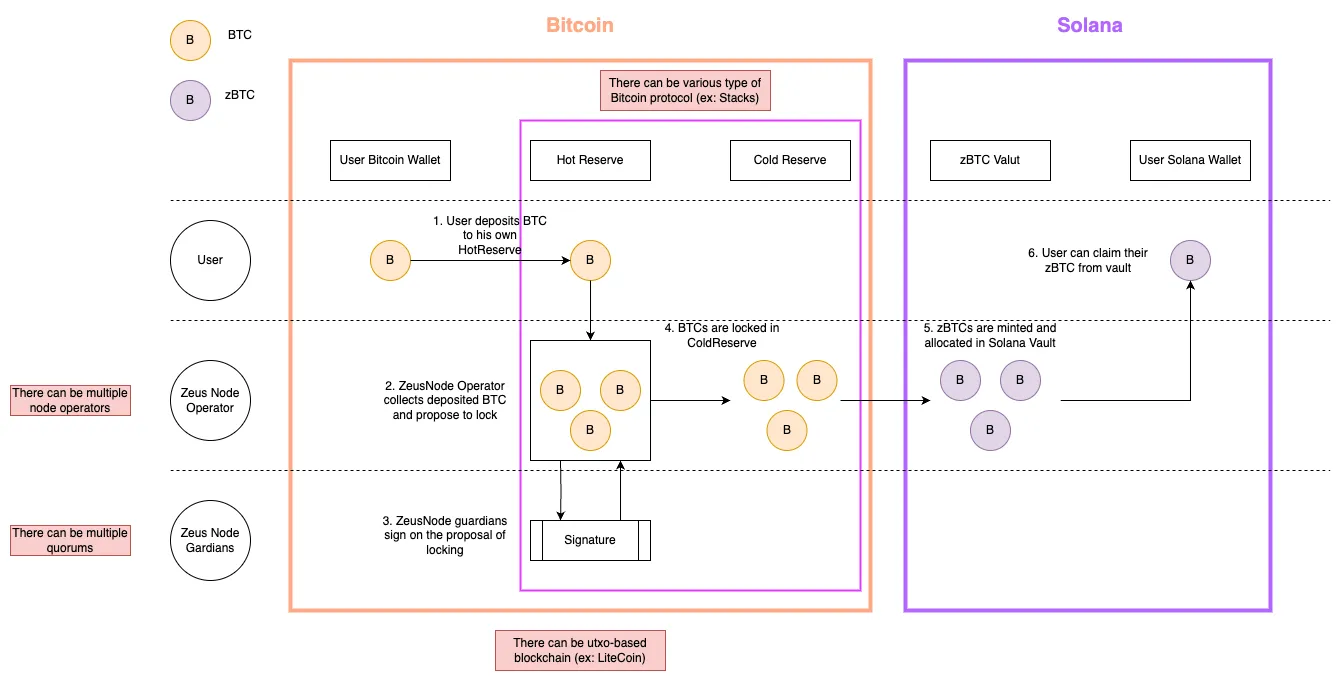 Bitcoin
Solana
B
BTC
B
zBTC
There can be various type of
Bitcoin protocol (ex: Stacks)
User Bitcoin Wallet
Hot Reserve
Cold Reserve
zBTC Valut
User Solana Wallet
User
B
1. User deposits BTC
to his own
HotReserve
B
6. User can claim their
zBTC from vault
B
There can be multiple
node operators
Zeus Node
Operator
2. ZeusNode Operator
collects deposited BTC
and propose to lock
B
B
B
4. BTCs are locked in
ColdReserve
B
B
B
5. zBTCs are minted and
allocated in Solana Vault
B
B
B
There can be multiple
quorums
Zeus Node
Gardians
3. ZeusNode guardians
sign on the proposal of
locking
Signature
There can be utxo-based
blockchain (ex: LiteCoin)